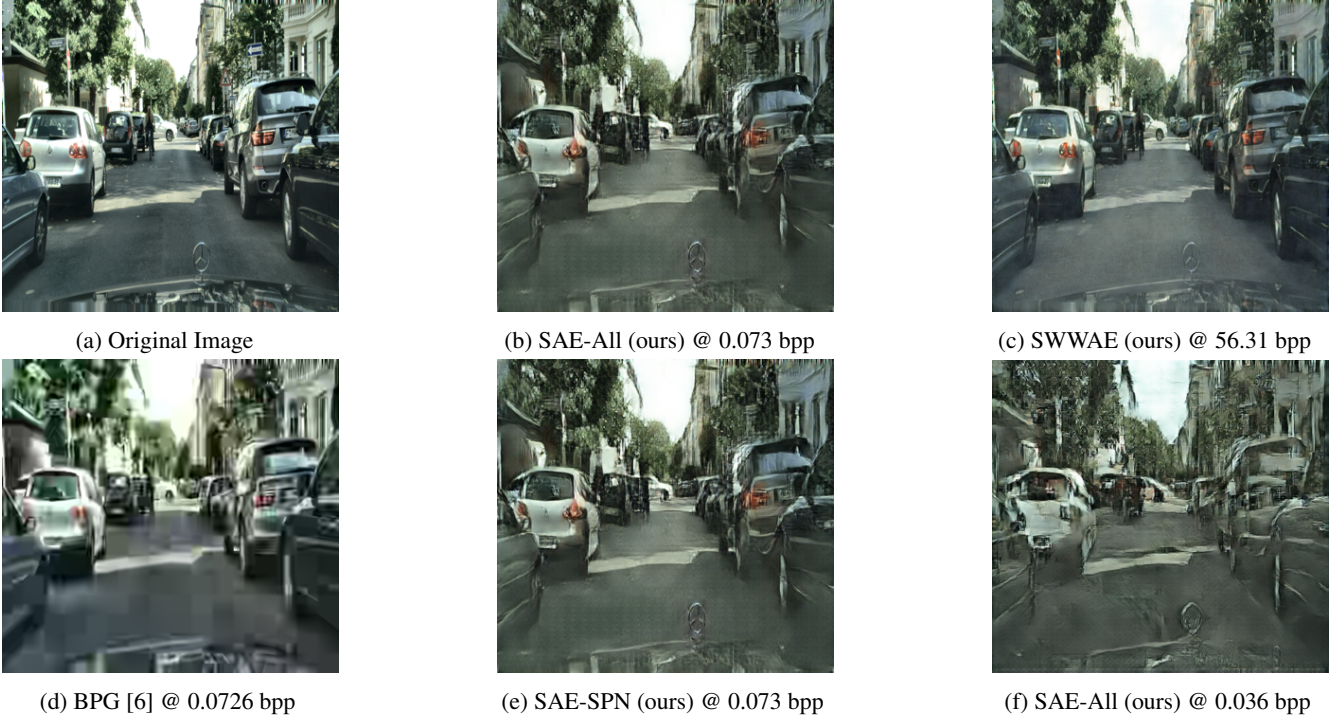 (a) Original Image
(b) SAE-All (ours) @ 0.073 bpp
(c) SWWAE (ours) @ 56.31 bpp
(d) BPG [6] @ 0.0726 bpp
(e) SAE-SPN (ours) @ 0.073 bpp
(f) SAE-All (ours) @ 0.036 bpp